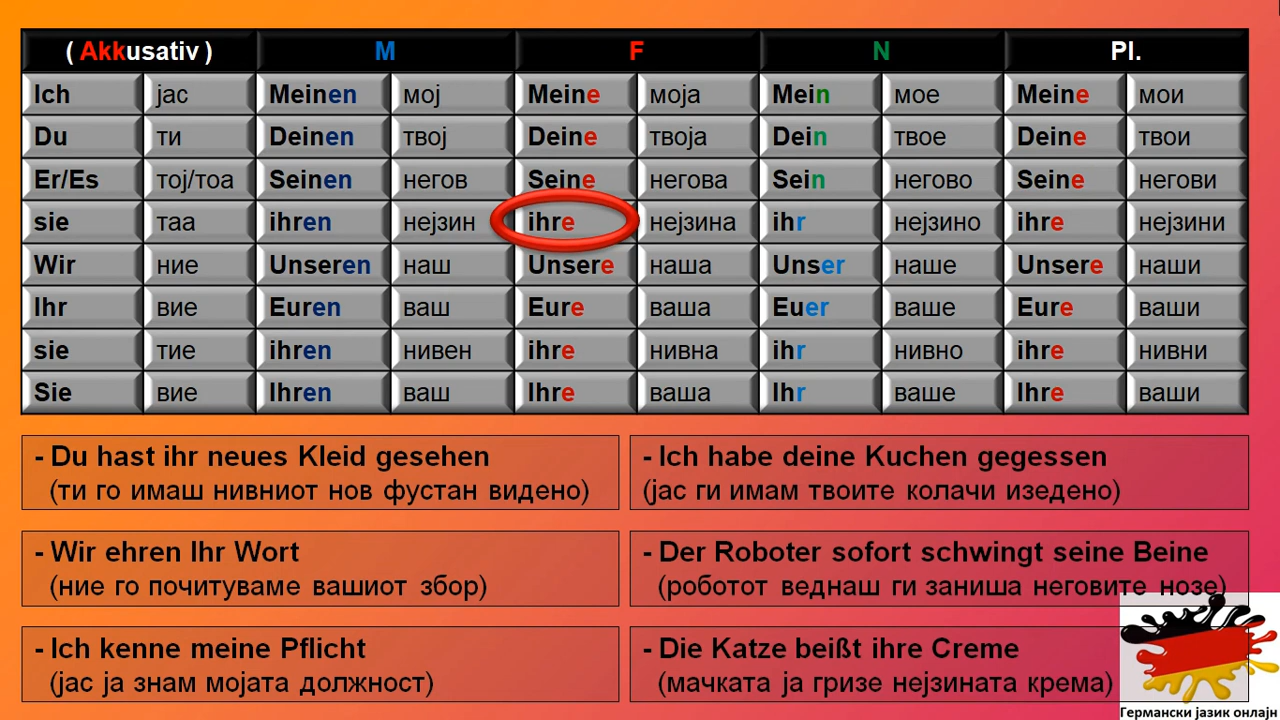 ( Akkusativ ) M F N Pl.
Ich јас Meinen мој Meine моја Mein мое Meine мои
Du ти Deinen твој Deine твоја Dein твое Deine твои
Er/Es тој/тоа Seinen негов Seine негова Sein негово Seine негови
sie таа ihren нејзин ihre нејзина ihr нејзино ihre нејзини
Wir ние Unseren наш Unsere наша Unser наше Unsere наши
Ihr вие Euren ваш Eure ваша Euer ваше Eure ваши
sie тие ihren нивен ihre нивна ihr нивно ihre нивни
Sie вие Ihren ваш Ihre ваша Ihr ваше Ihre ваши
- Du hast ihr neues Kleid gesehen
(ти го имаш нивниот нов фустан видено)
- Ich habe deine Kuchen gegessen
(јас ги имам твоите колачи изедено)
- Wir ehren Ihr Wort
(ние го почитуваме вашиот збор)
- Der Roboter sofort schwingt seine Beine
(роботот веднаш ги заниша неговите нозе)
- Ich kenne meine Pflicht
(јас ја знам мојата должност)
- Die Katze beißt ihre Creme
(мачката ја гризе нејзината крема)
Германски јазик онлајн